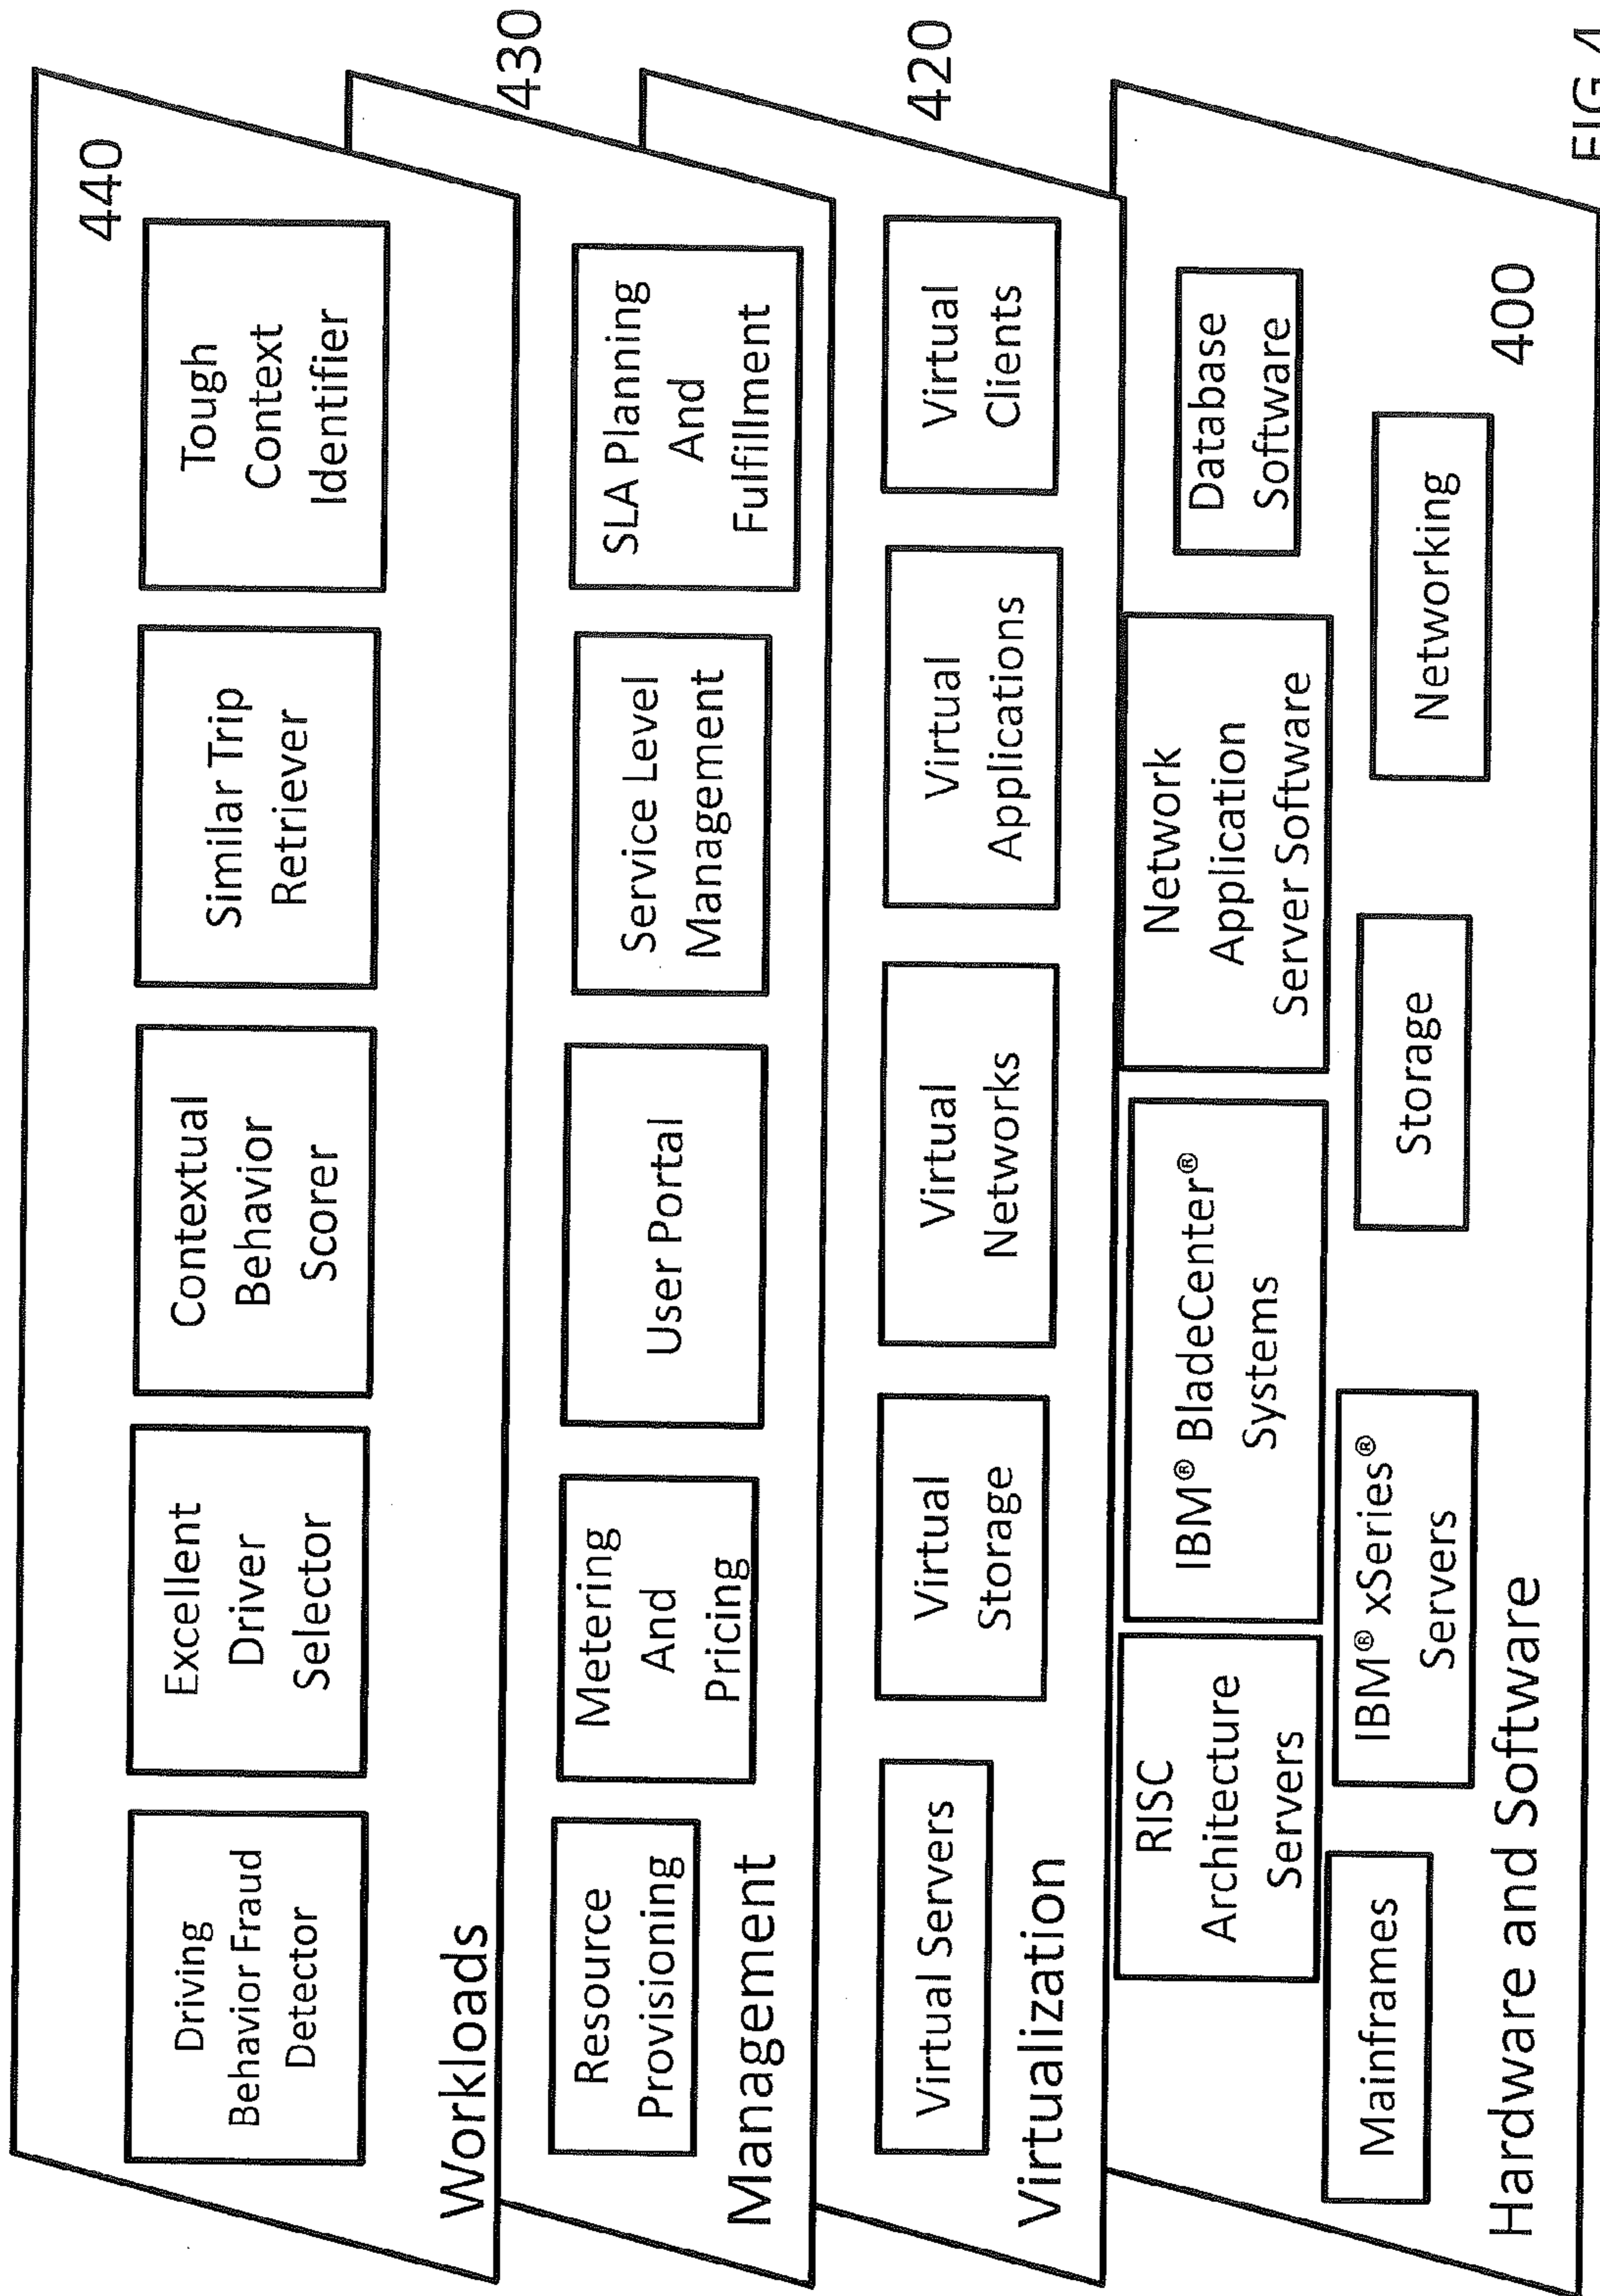 440
Driving
Behavior Fraud
Detector
Excellent
Driver
Selector
Contextual
Behavior
Scorer
Similar Trip
Retriever
Tough
Context
Identifier
Workloads
430
Resource
Provisioning
Metering
And
Pricing
User Portal
Service Level
Management
SLA Planning
And
Fulfillment
Management
420
Virtual Servers
Virtual
Storage
Virtual
Networks
Virtual
Applications
Virtual
Clients
Virtualization
RISC
Architecture
Servers
IBM® BladeCenter®
Systems
Network
Application
Server Software
Database
Software
Mainframes
IBM® xSeries®
Servers
Storage
Networking
400
Hardware and Software
FIG 4